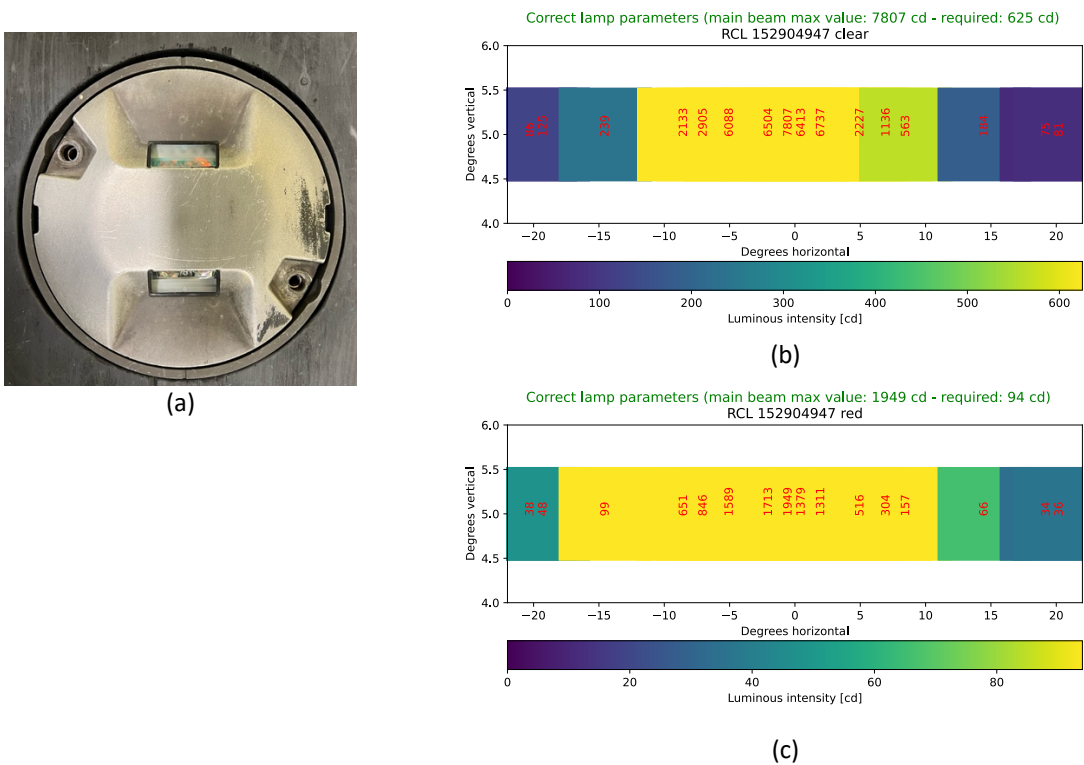 Correct lamp parameters (main beam max value: 7807 cd - required: 625 cd)
RCL 152904947 clear
6.0
5.5
5.0
4.5
4.0
Degrees vertical
125 239 2133 2905 6088 6504 7807 6413 6737 2227 1136 563 184 75 81
−20 −15 −10 −5 0 5 10 15 20
Degrees horizontal
0 100 200 300 400 500 600
Luminous intensity [cd]
(a)
(b)
Correct lamp parameters (main beam max value: 1949 cd - required: 94 cd)
RCL 152904947 red
6.0
5.5
5.0
4.5
4.0
Degrees vertical
38 48 99 651 846 1589 1713 1949 1379 1311 516 304 157 66 34 36
−20 −15 −10 −5 0 5 10 15 20
Degrees horizontal
0 20 40 60 80
Luminous intensity [cd]
(c)